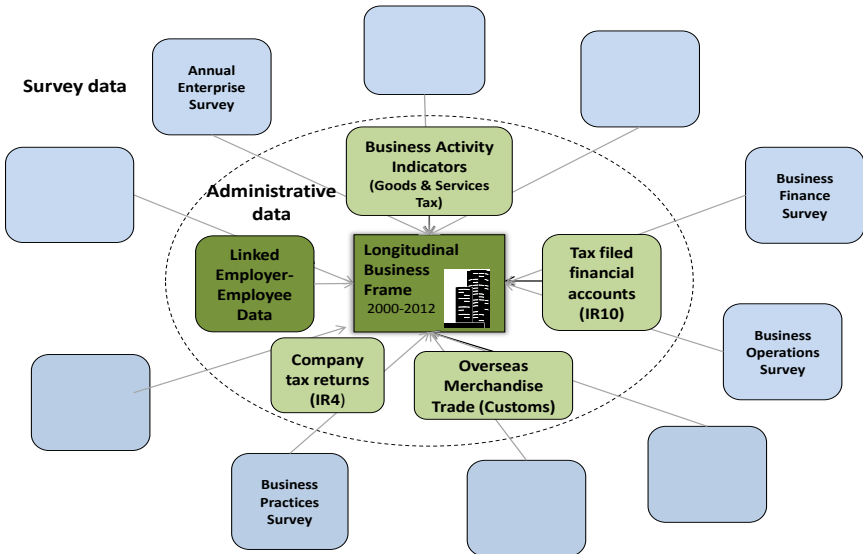 Survey data
Annual
Enterprise
Survey
Business Activity
Indicators
(Goods & Services
Tax)
Administrative
data
Business
Finance
Survey
Linked
Employer-
Employee
Data
Longitudinal
Business
Frame
2000-2012
Tax filed
financial
accounts
(IR10)
Business
Operations
Survey
Company
tax returns
(IR4)
Overseas
Merchandise
Trade (Customs)
Business
Practices
Survey